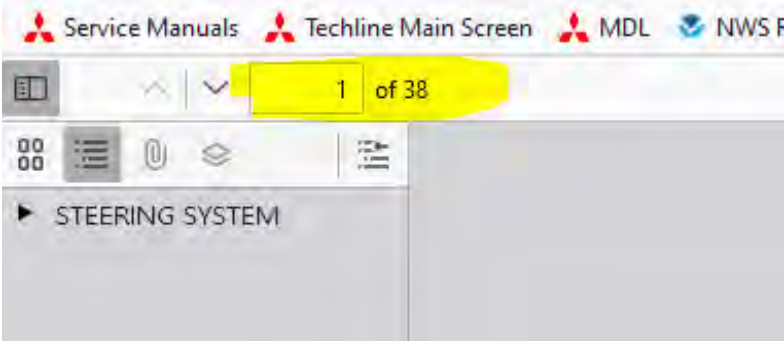 Service Manuals Techline Main Screen MDL NWS
1 of 38
STEERING SYSTEM